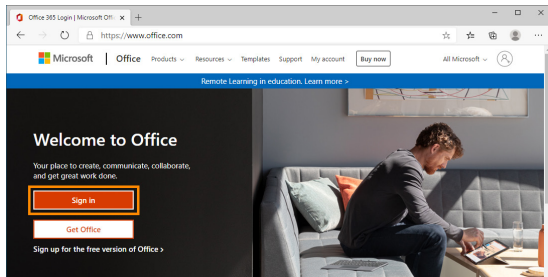 Office 365 Login | Microsoft Offi
https://www.office.com
Microsoft Office Products Resources Templates Support My account Buy now All Microsoft
Remote Learning in education. Learn more >
Welcome to Office
Your place to create, communicate, collaborate,
and get great work done.
Sign in
Get Office
Sign up for the free version of Office >